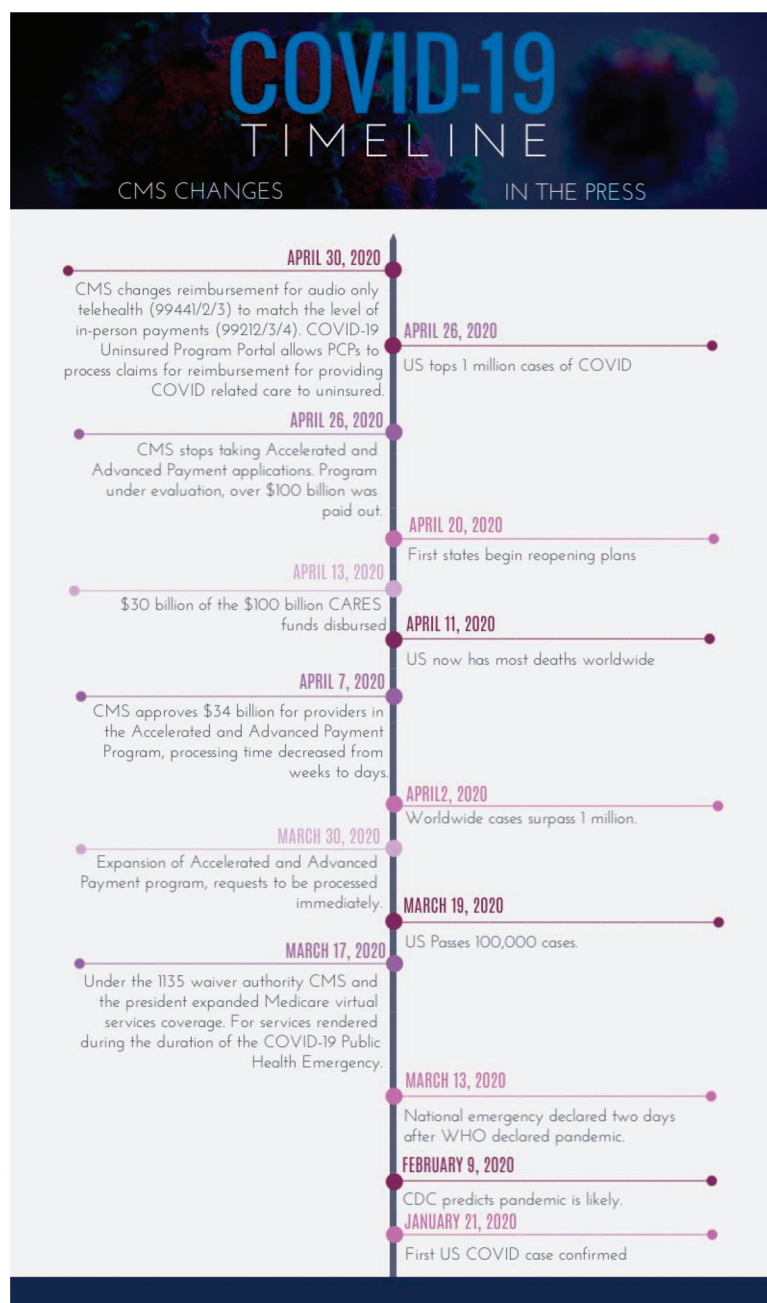 COVID-19
TIMELINE
CMS CHANGES
IN THE PRESS
APRIL 30, 2020
CMS changes reimbursement for audio only
telehealth (99441/2/3) to match the level of
in-person payments (99212/3/4). COVID-19
Uninsured Program Portal allows PCPs to
process claims for reimbursement for providing
COVID related care to uninsured.
APRIL 26, 2020
US tops 1 million cases of COVID
APRIL 26, 2020
CMS stops taking Accelerated and
Advanced Payment applications. Program
under evaluation, over $100 billion was
paid out.
APRIL 20, 2020
First states begin reopening plans
APRIL 13, 2020
$30 billion of the $100 billion CARES
funds disbursed
APRIL 11, 2020
US now has most deaths worldwide
APRIL 7, 2020
CMS approves $34 billion for providers in
the Accelerated and Advanced Payment
Program, processing time decreased from
weeks to days.
APRIL2, 2020
Worldwide cases surpass 1 million.
MARCH 30, 2020
Expansion of Accelerated and Advanced
Payment program, requests to be processed
immediately.
MARCH 19, 2020
US Passes 100,000 cases.
MARCH 17, 2020
Under the 1135 waiver authority CMS and
the president expanded Medicare virtual
services coverage. For services rendered
during the duration of the COVID-19 Public
Health Emergency.
MARCH 13, 2020
National emergency declared two days
after WHO declared pandemic.
FEBRUARY 9, 2020
CDC predicts pandemic is likely.
JANUARY 21, 2020
First US COVID case confirmed